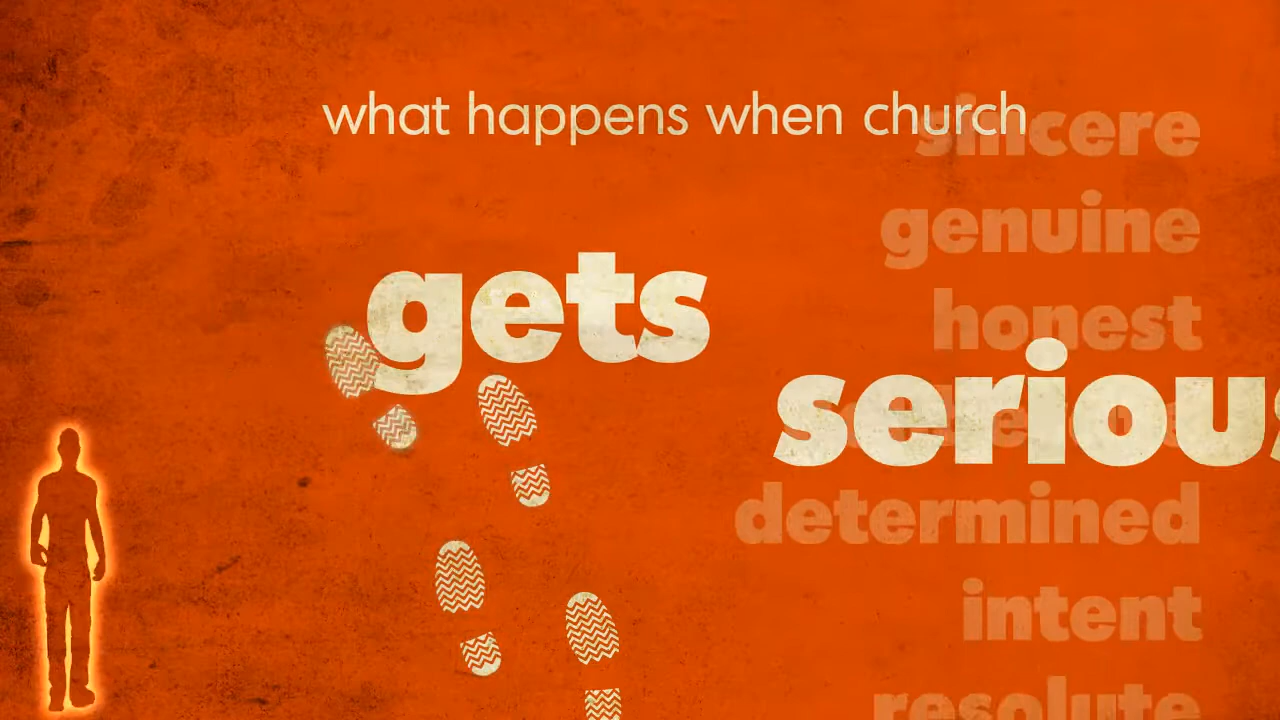 what happens when church
sincere
genuine
gets
honest
serious
determined
intent
resolute